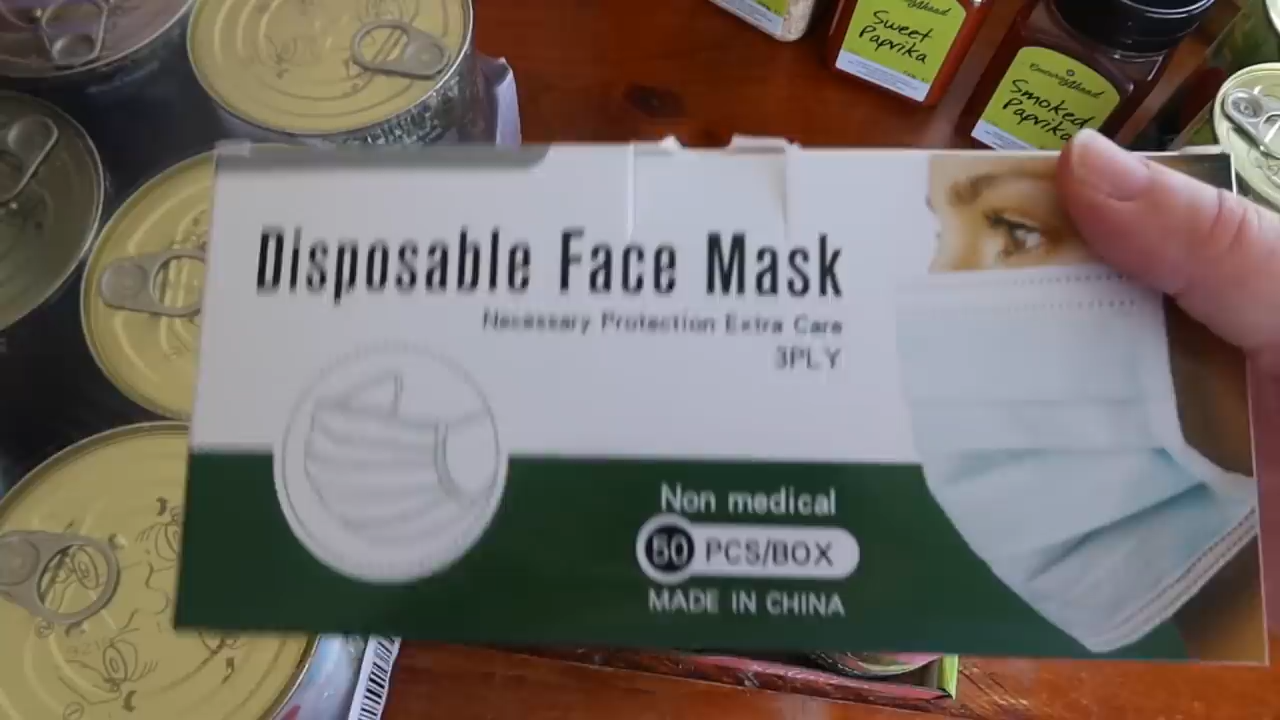 Sweet
Paprika
Smoked
Paprika
Disposable Face Mask
Necessary Protection Extra Care
3PLY
Non medical
50 PCS/BOX
MADE IN CHINA